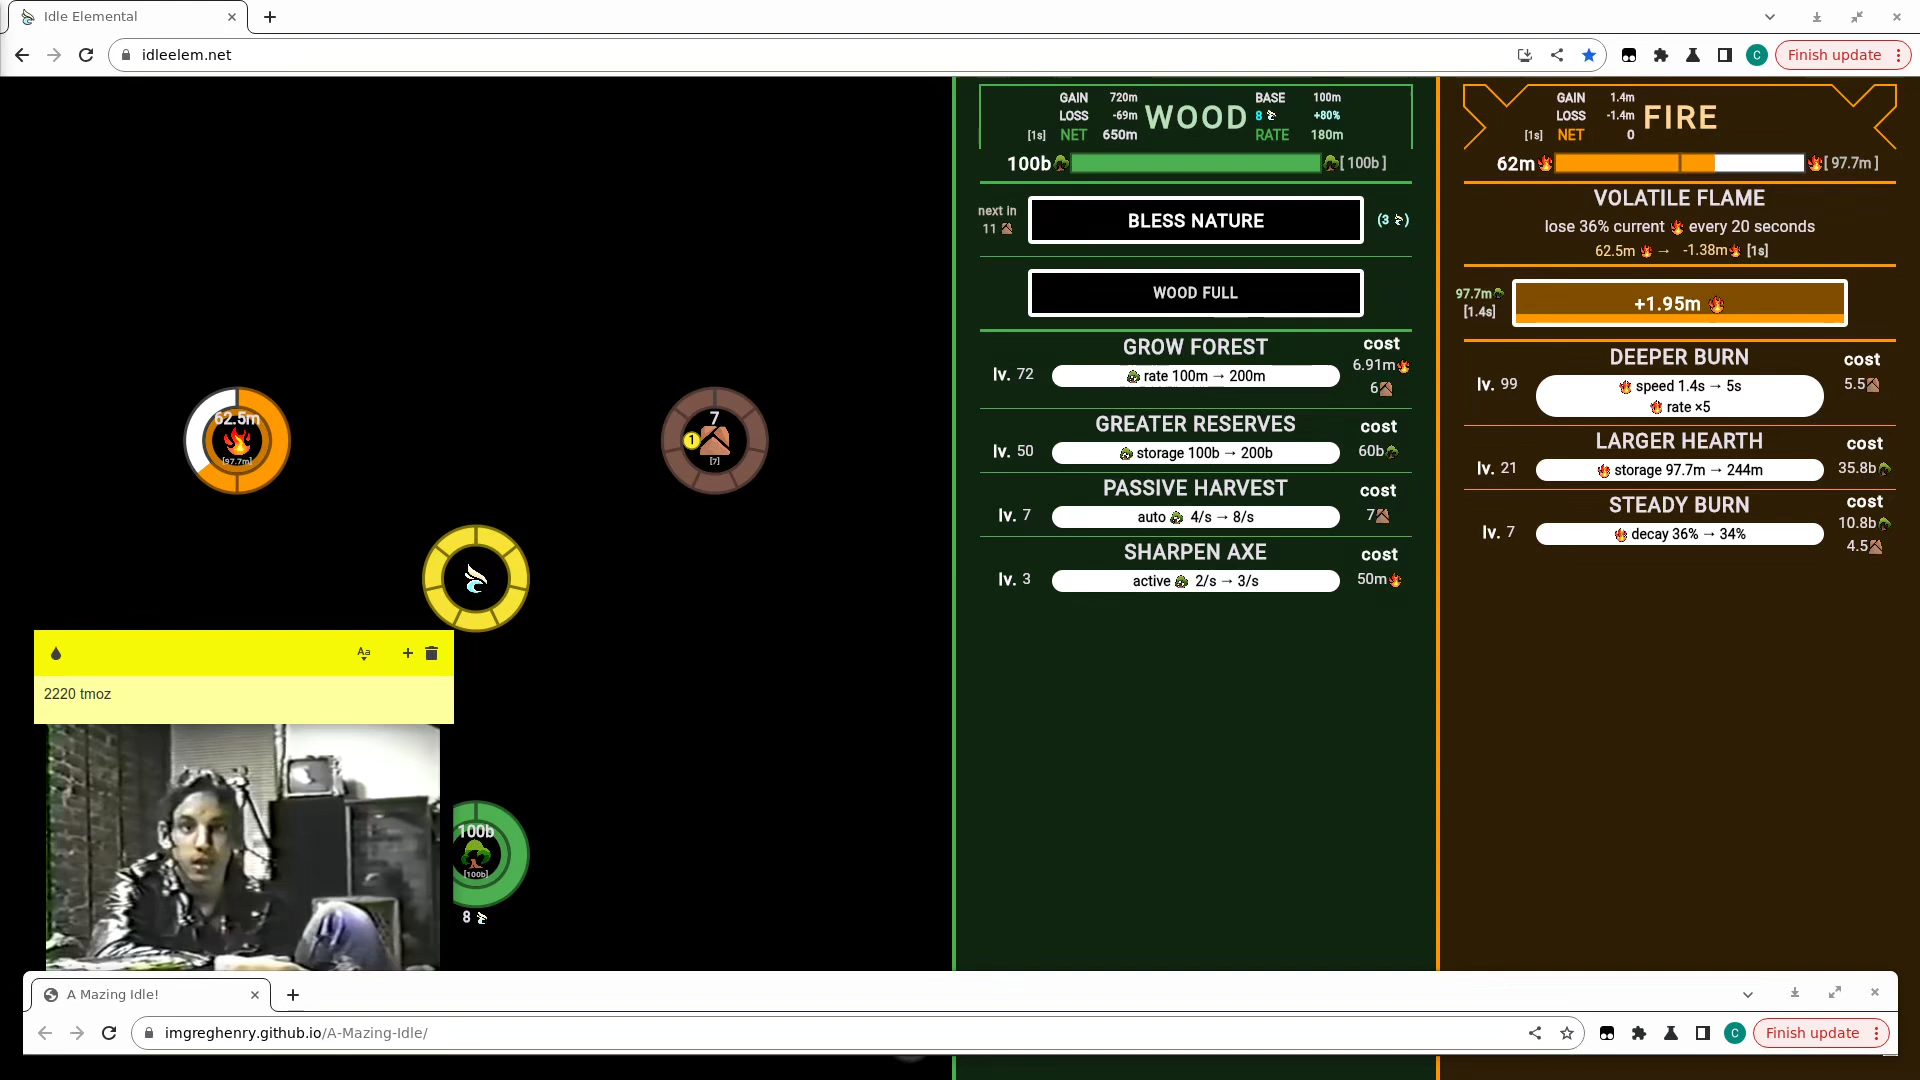 Idle Elemental
idleelem.net
Finish update
C
GAIN 720m
LOSS -69m
[1s] NET 650m
WOOD
BASE 100m
8 +80%
RATE 180m
100b [ 100b ]
next in
11
BLESS NATURE
(3 )
WOOD FULL
GROW FOREST
lv. 72
rate 100m → 200m
cost
6.91m
6
GREATER RESERVES
lv. 50
storage 100b → 200b
cost
60b
PASSIVE HARVEST
lv. 7
auto 4/s → 8/s
cost
7
SHARPEN AXE
lv. 3
active 2/s → 3/s
cost
50m
GAIN 1.4m
LOSS -1.4m
[1s] NET 0
FIRE
62m [ 97.7m ]
VOLATILE FLAME
lose 36% current every 20 seconds
62.5m → -1.38m [1s]
97.7m
[1.4s]
+1.95m
DEEPER BURN
lv. 99
speed 1.4s → 5s
rate ×5
cost
5.5
LARGER HEARTH
lv. 21
storage 97.7m → 244m
cost
35.8b
STEADY BURN
lv. 7
decay 36% → 34%
cost
10.8b
4.5
62.5m
[97.7m]
7
1
[7]
Aa
2220 tmoz
100b
[100b]
8
A Mazing Idle!
imgreghenry.github.io/A-Mazing-Idle/
C
Finish update